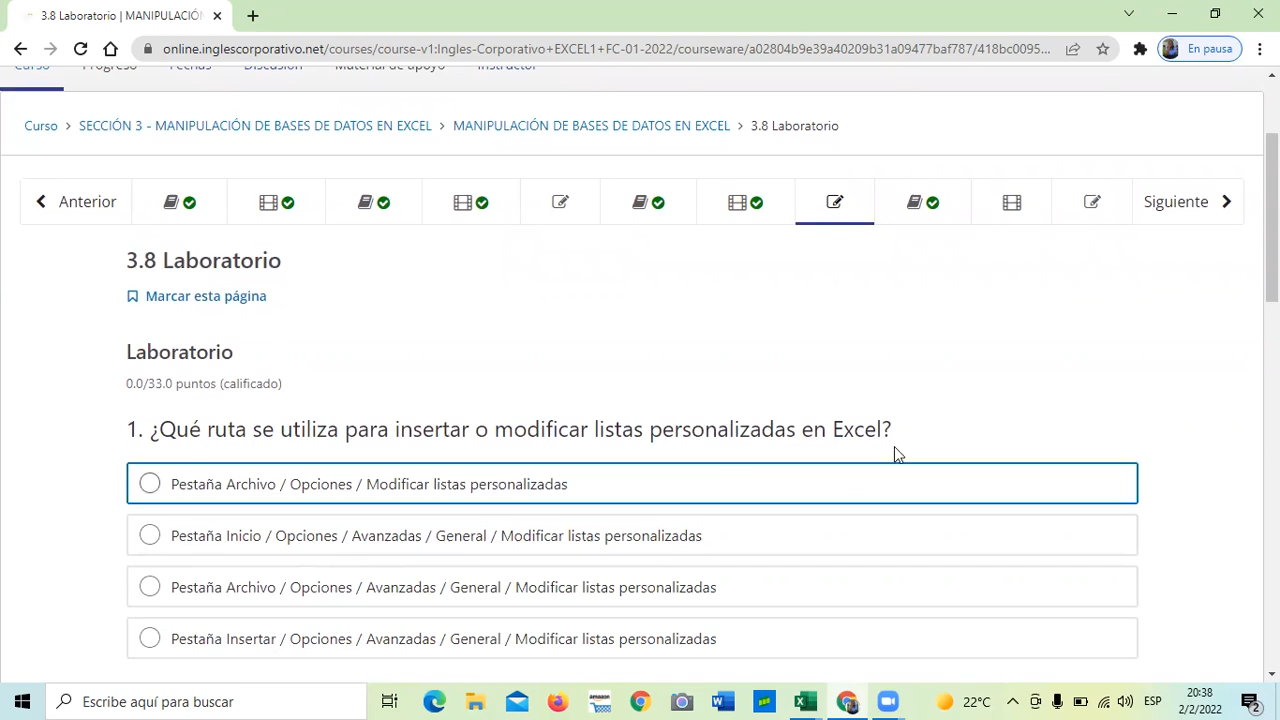 3.8 Laboratorio | MANIPULACIÓN
online.inglescorporativo.net/courses/course-v1:Ingles-Corporativo+EXCEL1+FC-01-2022/courseware/a0284b9e39a40209b31a09477baf787/418bc0095...
En pausa
Curso Progreso Fechas Discusión Material de apoyo Instructor
Curso > SECCIÓN 3 - MANIPULACIÓN DE BASES DE DATOS EN EXCEL > MANIPULACIÓN DE BASES DE DATOS EN EXCEL > 3.8 Laboratorio
Anterior
Siguiente
3.8 Laboratorio
Marcar esta página
Laboratorio
0.0/33.0 puntos (calificado)
1. ¿Qué ruta se utiliza para insertar o modificar listas personalizadas en Excel?
Pestaña Archivo / Opciones / Modificar listas personalizadas
Pestaña Inicio / Opciones / Avanzadas / General / Modificar listas personalizadas
Pestaña Archivo / Opciones / Avanzadas / General / Modificar listas personalizadas
Pestaña Insertar / Opciones / Avanzadas / General / Modificar listas personalizadas
Escribe aquí para buscar
amazon
22°C
ESP
20:38
2/2/2022
2